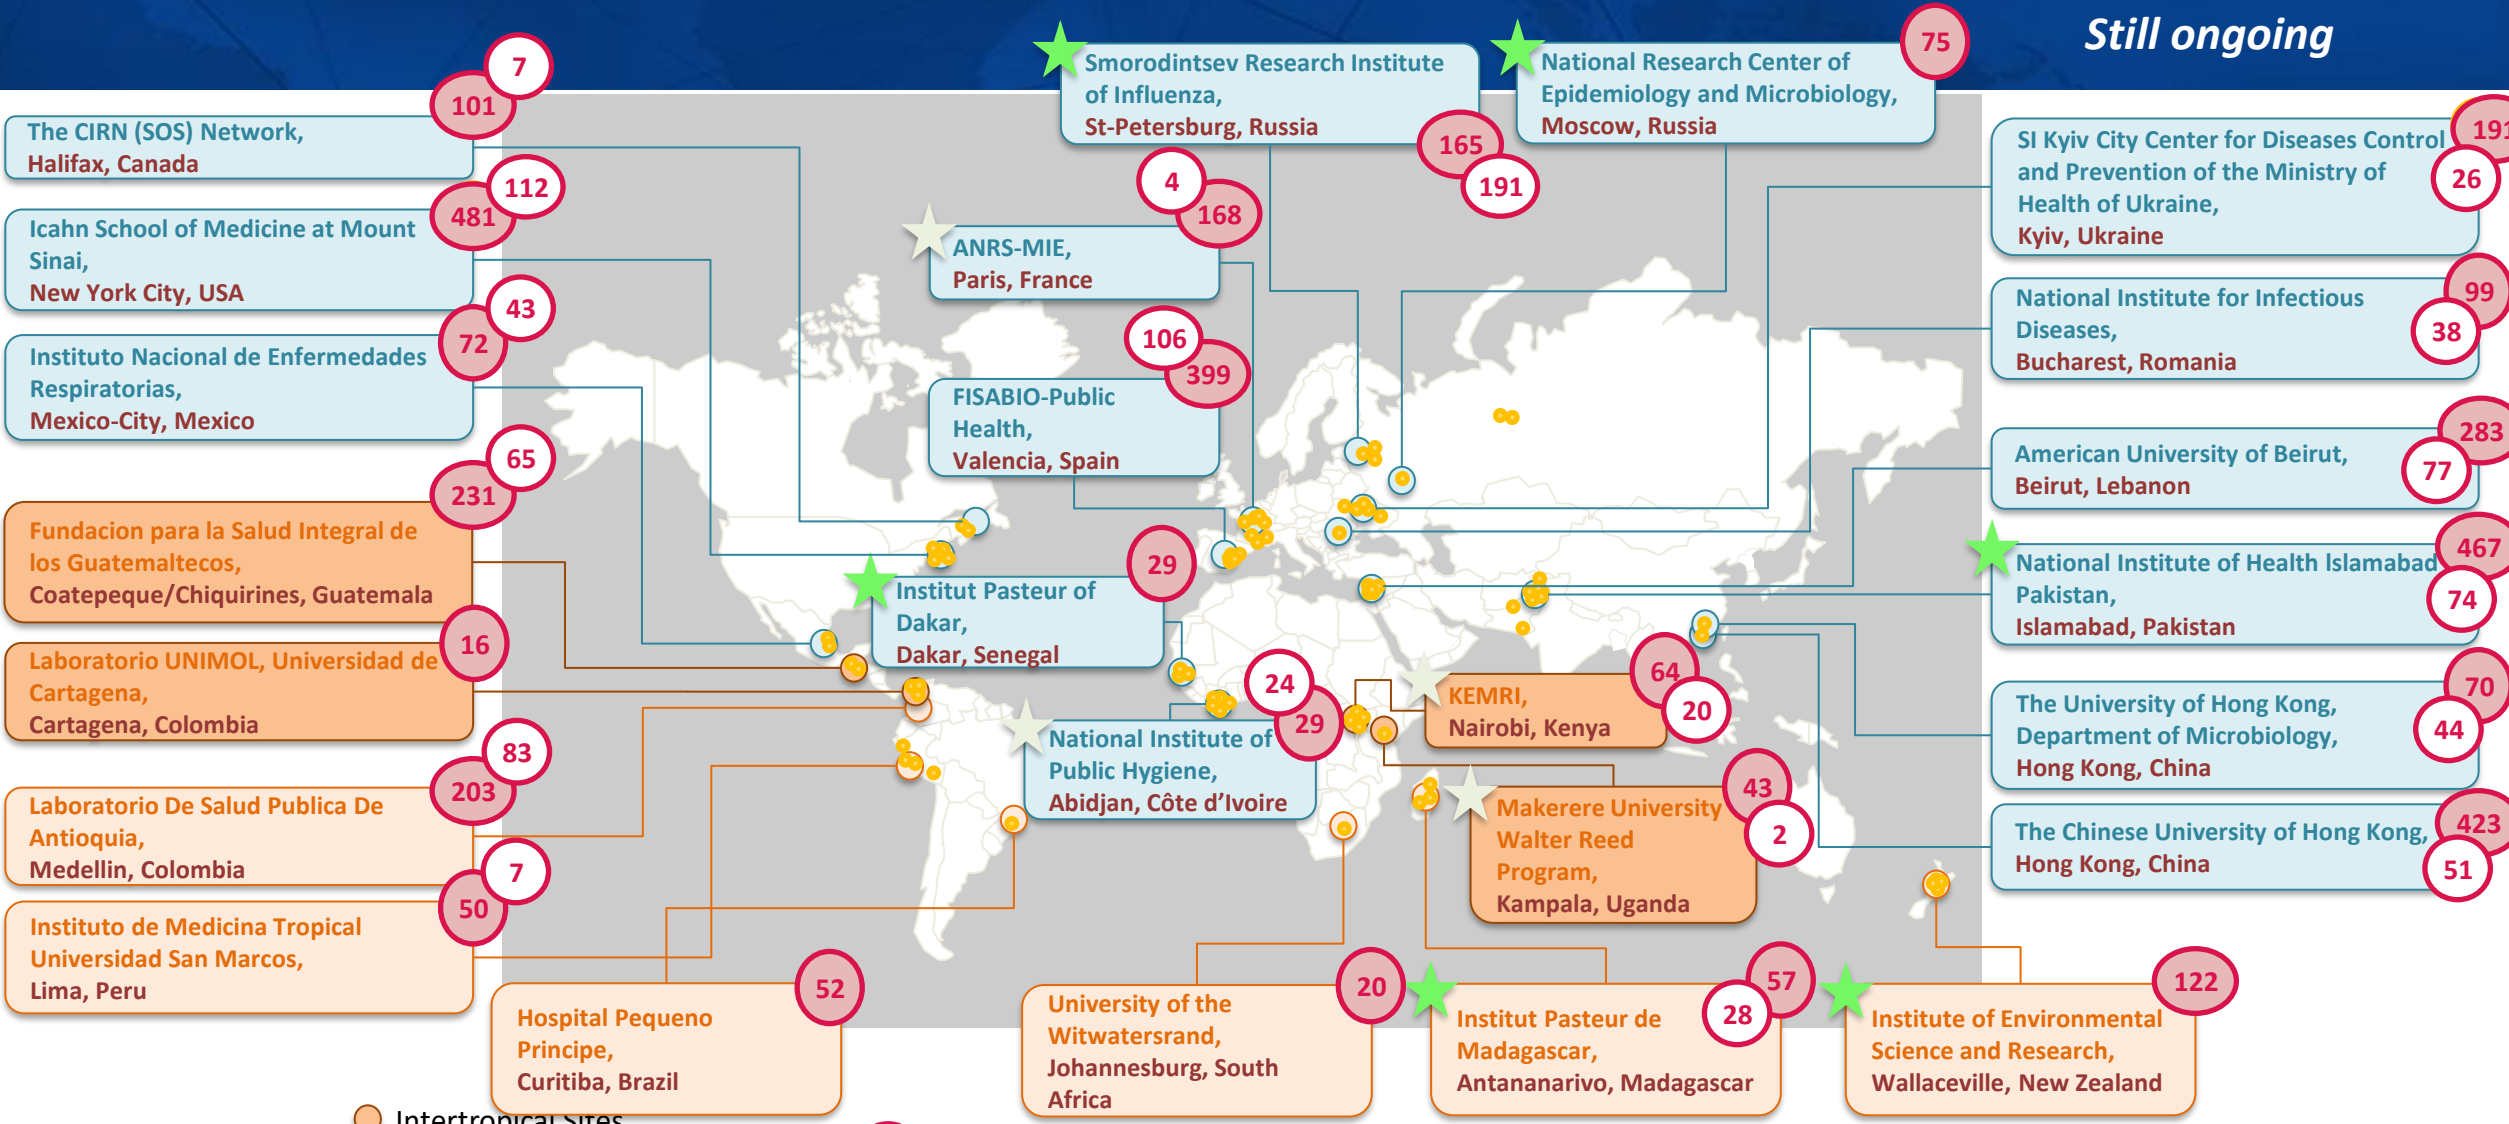 Still ongoing
7
101
The CIRN (SOS) Network,
Halifax, Canada
112
481
Icahn School of Medicine at Mount
Sinai,
New York City, USA
43
72
Instituto Nacional de Enfermedades
Respiratorias,
Mexico-City, Mexico
65
231
Fundacion para la Salud Integral de
los Guatemaltecos,
Coatepeque/Chiquirines, Guatemala
16
Laboratorio UNIMOL, Universidad de
Cartagena,
Cartagena, Colombia
83
203
Laboratorio De Salud Publica De
Antioquia,
Medellin, Colombia
7
50
Instituto de Medicina Tropical
Universidad San Marcos,
Lima, Peru
Smorodintsev Research Institute
of Influenza,
St-Petersburg, Russia
165
191
75
National Research Center of
Epidemiology and Microbiology,
Moscow, Russia
4
168
ANRS-MIE,
Paris, France
106
399
FISABIO-Public
Health,
Valencia, Spain
29
Institut Pasteur of
Dakar,
Dakar, Senegal
24
29
National Institute of
Public Hygiene,
Abidjan, Côte d'Ivoire
64
20
KEMRI,
Nairobi, Kenya
43
2
Makerere University
Walter Reed
Program,
Kampala, Uganda
191
26
SI Kyiv City Center for Diseases Control
and Prevention of the Ministry of
Health of Ukraine,
Kyiv, Ukraine
99
38
National Institute for Infectious
Diseases,
Bucharest, Romania
283
77
American University of Beirut,
Beirut, Lebanon
467
74
National Institute of Health Islamabad
Pakistan,
Islamabad, Pakistan
70
44
The University of Hong Kong,
Department of Microbiology,
Hong Kong, China
423
51
The Chinese University of Hong Kong,
Hong Kong, China
52
Hospital Pequeno
Principe,
Curitiba, Brazil
20
University of the
Witwatersrand,
Johannesburg, South
Africa
57
28
Institut Pasteur de
Madagascar,
Antananarivo, Madagascar
122
Institute of Environmental
Science and Research,
Wallaceville, New Zealand
Intertropical Sites